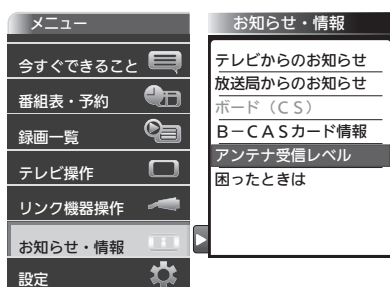 メニュー
今すぐできること
番組表・予約
録画一覧
テレビ操作
リンク機器操作
お知らせ・情報
設定
お知らせ・情報
テレビからのお知らせ
放送局からのお知らせ
ボード(CS)
B-CASカード情報
アンテナ受信レベル
困ったときは